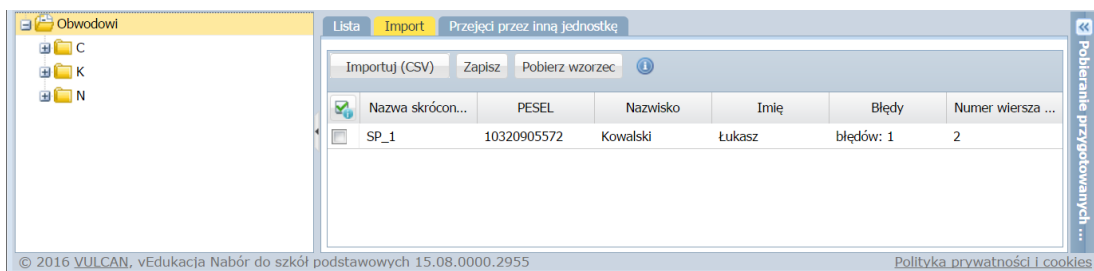 Obwodowi
C
K
N
Lista Import Przejęci przez inną jednostkę
Importuj (CSV) Zapisz Pobierz wzorzec
Nazwa skrócon... PESEL Nazwisko Imię Błędy Numer wiersza ...
SP_1 10320905572 Kowalski Łukasz błędów: 1 2
Pobieranie przygotowanych ...
© 2016 VULCAN, vEdukacja Nabór do szkół podstawowych 15.08.0000.2955 Polityka prywatności i cookies